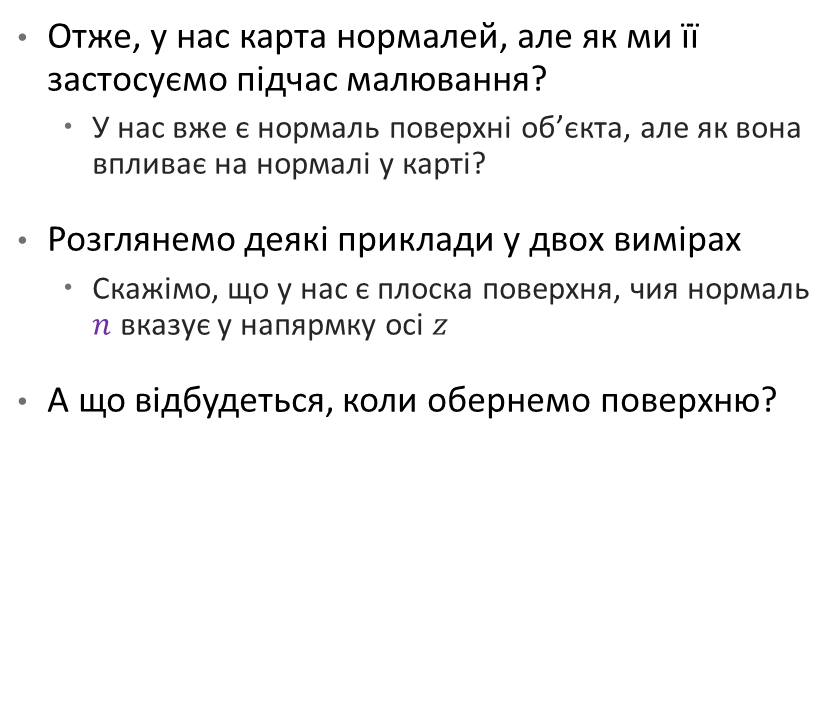 • Отже, у нас карта нормалей, але як ми її
застосуємо підчас малювання?
• У нас вже є нормаль поверхні об’єкта, але як вона
впливає на нормалі у карті?
• Розглянемо деякі приклади у двох вимірах
• Скажімо, що у нас є плоска поверхня, чия нормаль
n вказує у напярмку осі z
• А що відбудеться, коли обернемо поверхню?